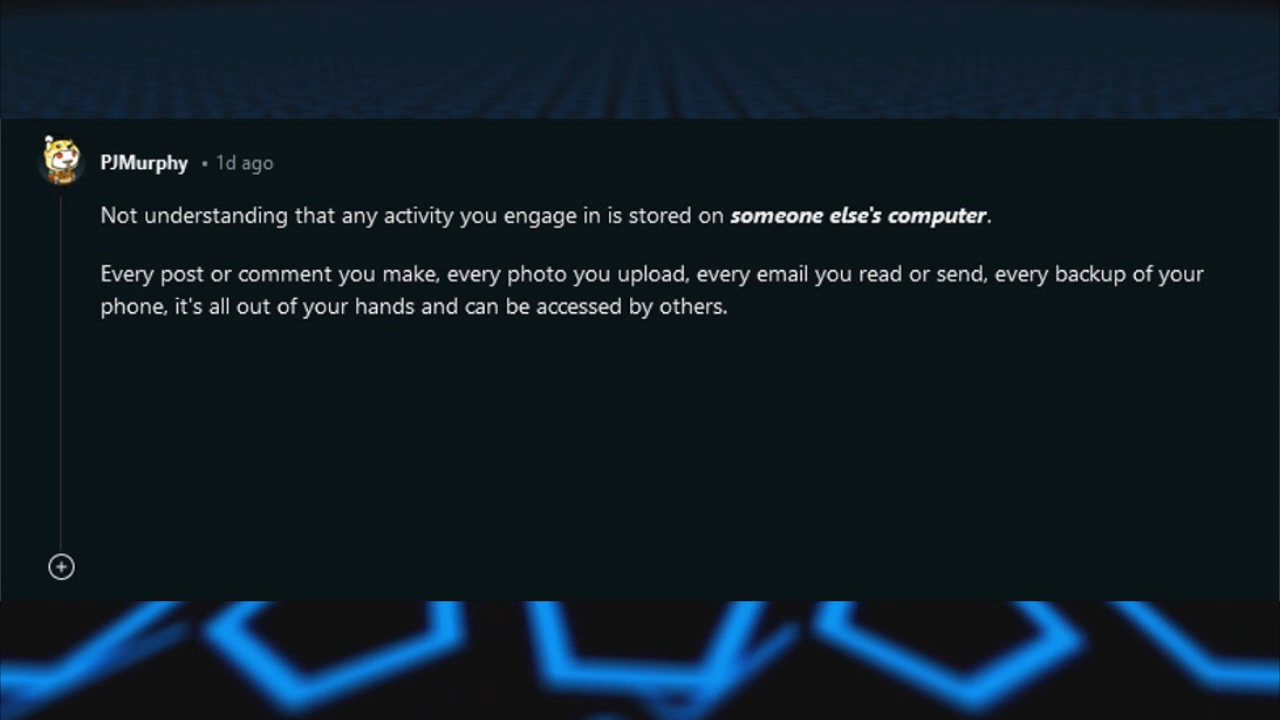 PJMurphy • 1d ago
Not understanding that any activity you engage in is stored on someone else's computer.
Every post or comment you make, every photo you upload, every email you read or send, every backup of your
phone, it's all out of your hands and can be accessed by others.